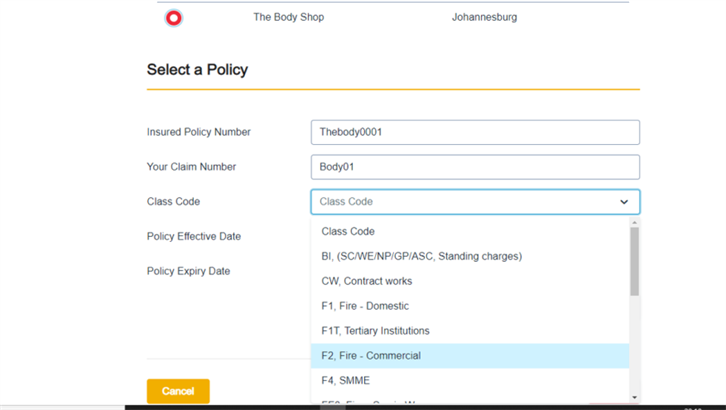 The Body Shop Johannesburg
Select a Policy
Insured Policy Number Thebody0001
Your Claim Number Body01
Class Code Class Code
Class Code
Policy Effective Date
BI, (SC/WE/NP/GP/ASC, Standing charges)
Policy Expiry Date
CW, Contract works
F1, Fire - Domestic
F1T, Tertiary Institutions
F2, Fire - Commercial
F4, SMME
Cancel